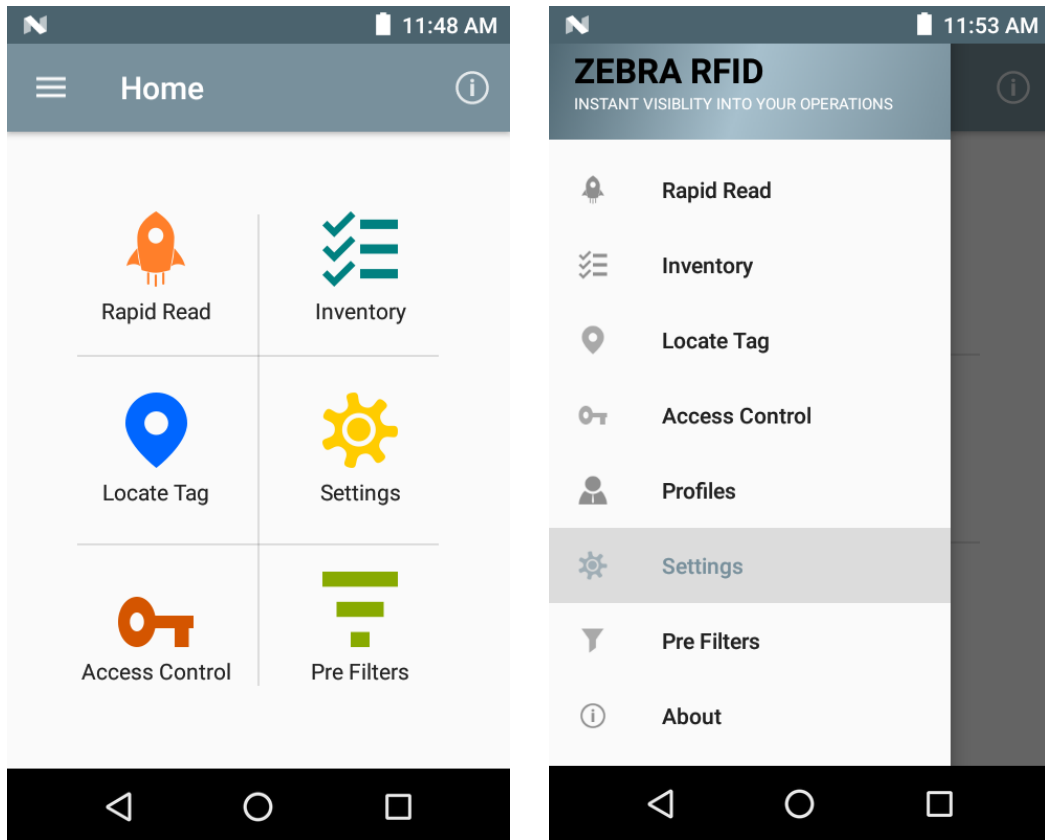 11:48 AM
Home
Rapid Read
Inventory
Locate Tag
Settings
Access Control
Pre Filters
11:53 AM
ZEBRA RFID
INSTANT VISIBLITY INTO YOUR OPERATIONS
Rapid Read
Inventory
Locate Tag
Access Control
Profiles
Settings
Pre Filters
About